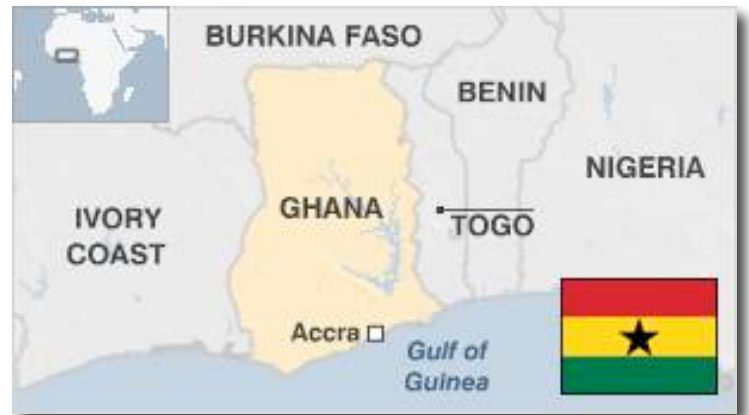 BURKINA FASO
BENIN
NIGERIA
GHANA
IVORY
COAST
TOGO
Accra
Gulf of
Guinea